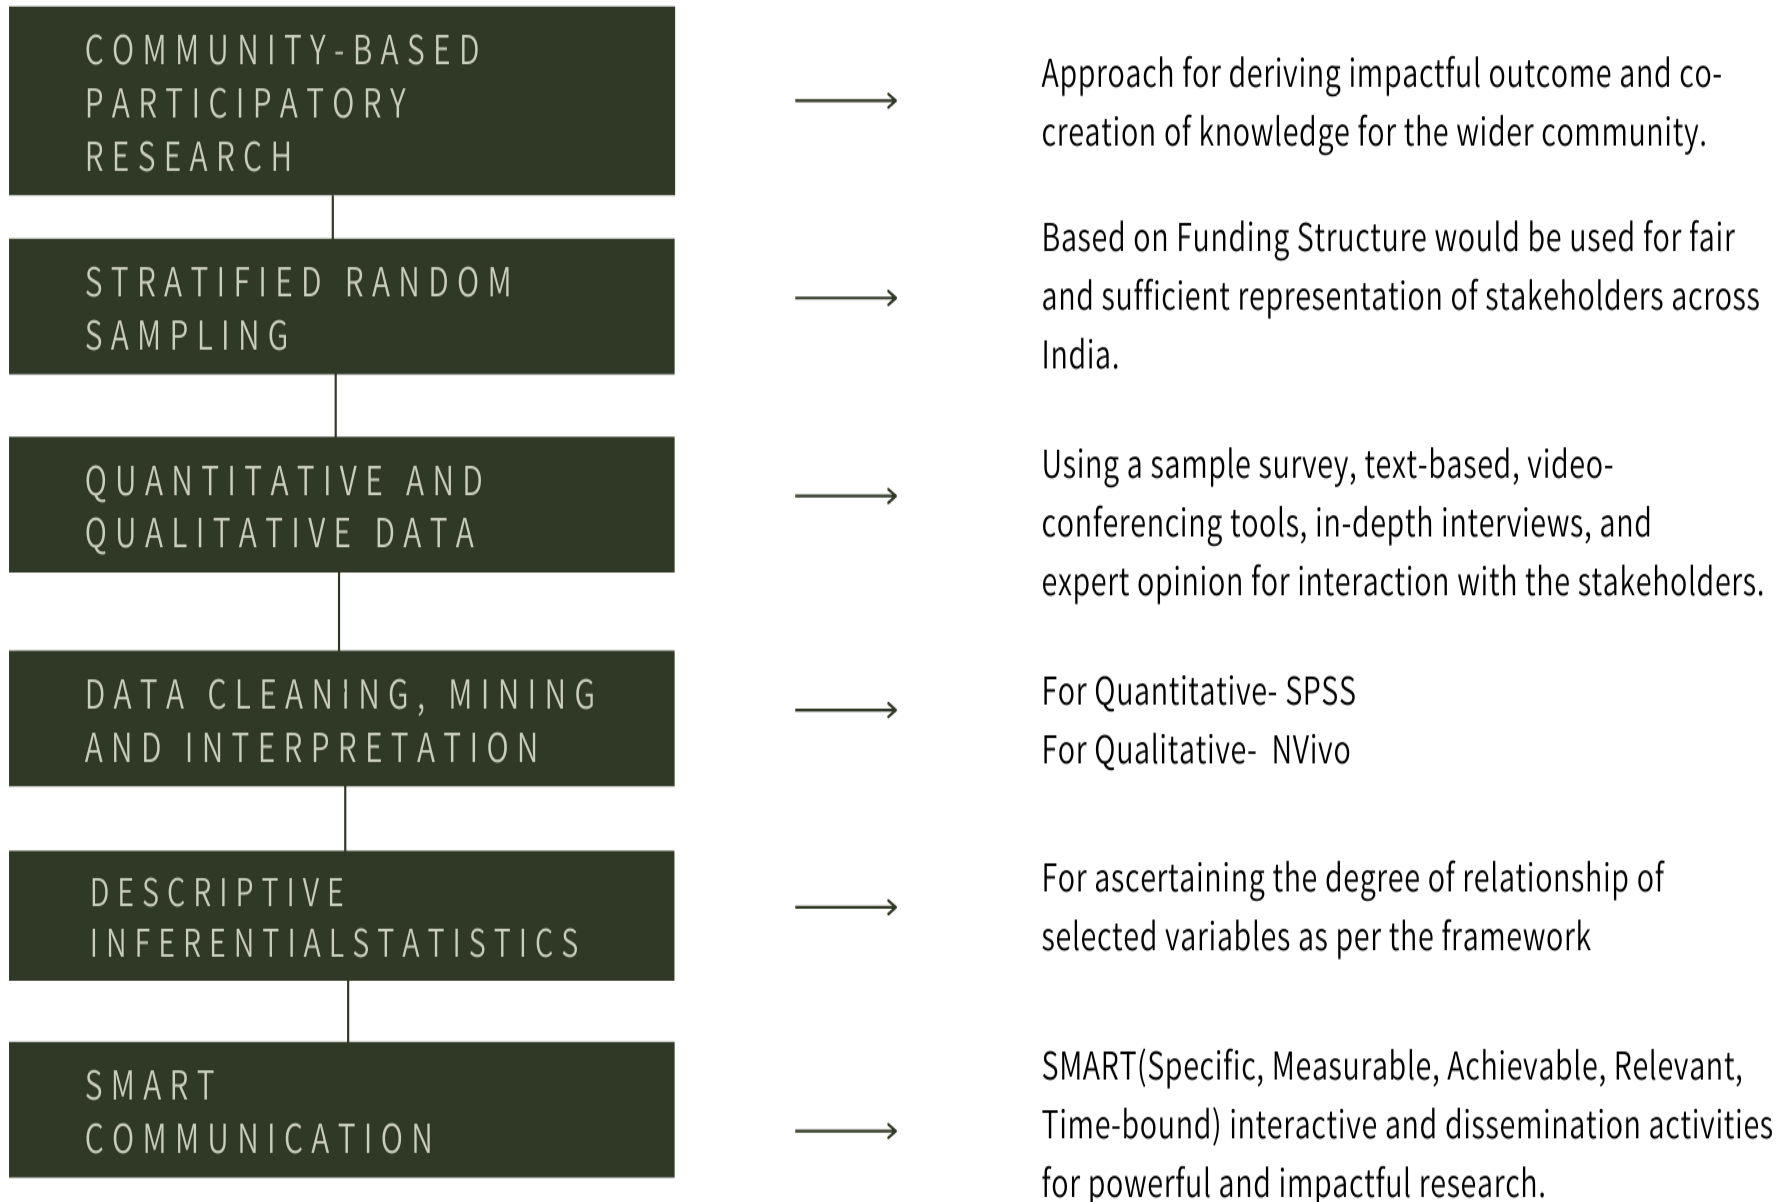 COMMUNITY-BASED
PARTICIPATORY
RESEARCH
Approach for deriving impactful outcome and co-
creation of knowledge for the wider community.
STRATIFIED RANDOM
SAMPLING
Based on Funding Structure would be used for fair
and sufficient representation of stakeholders across
India.
QUANTITATIVE AND
QUALITATIVE DATA
Using a sample survey, text-based, video-
conferencing tools, in-depth interviews, and
expert opinion for interaction with the stakeholders.
DATA CLEANING, MINING
AND INTERPRETATION
For Quantitative- SPSS
For Qualitative-  NVivo
DESCRIPTIVE
INFERENTIALSTATISTICS
For ascertaining the degree of relationship of
selected variables as per the framework
SMART
COMMUNICATION
SMART(Specific, Measurable, Achievable, Relevant,
Time-bound) interactive and dissemination activities
for powerful and impactful research.